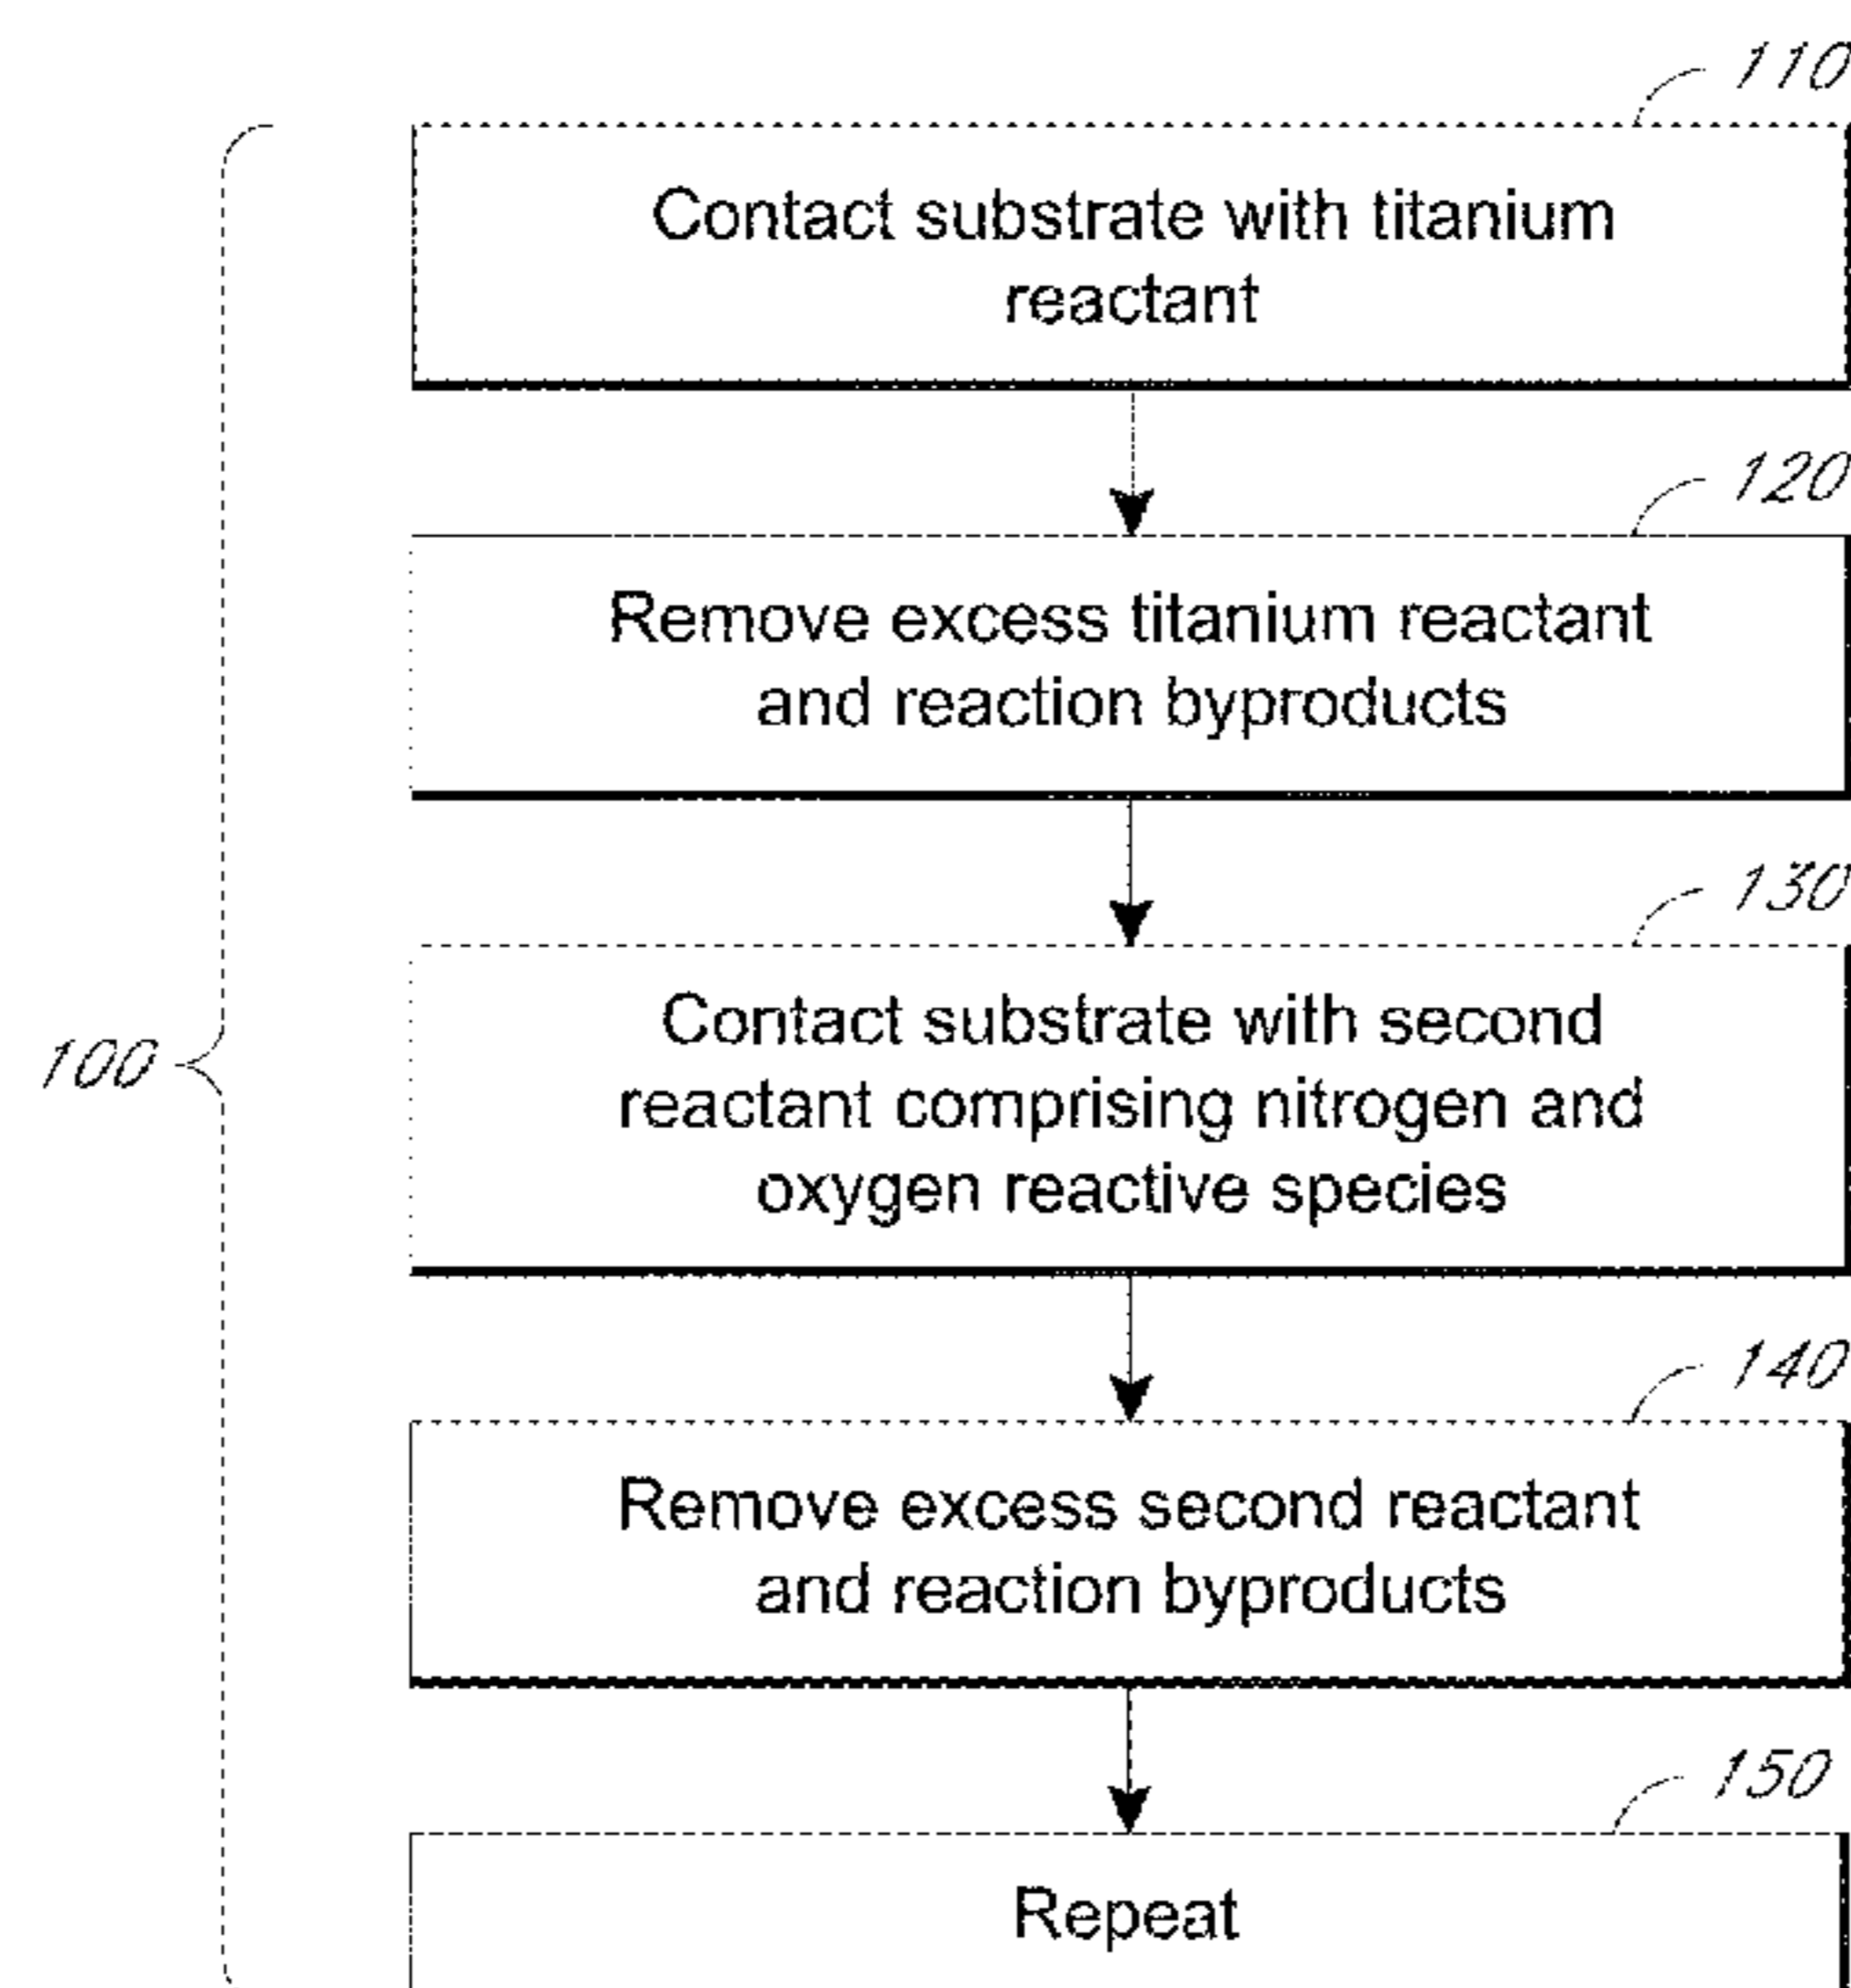 110
Contact substrate with titanium
reactant
120
Remove excess titanium reactant
and reaction byproducts
130
Contact substrate with second
reactant comprising nitrogen and
oxygen reactive species
100
140
Remove excess second reactant
and reaction byproducts
150
Repeat